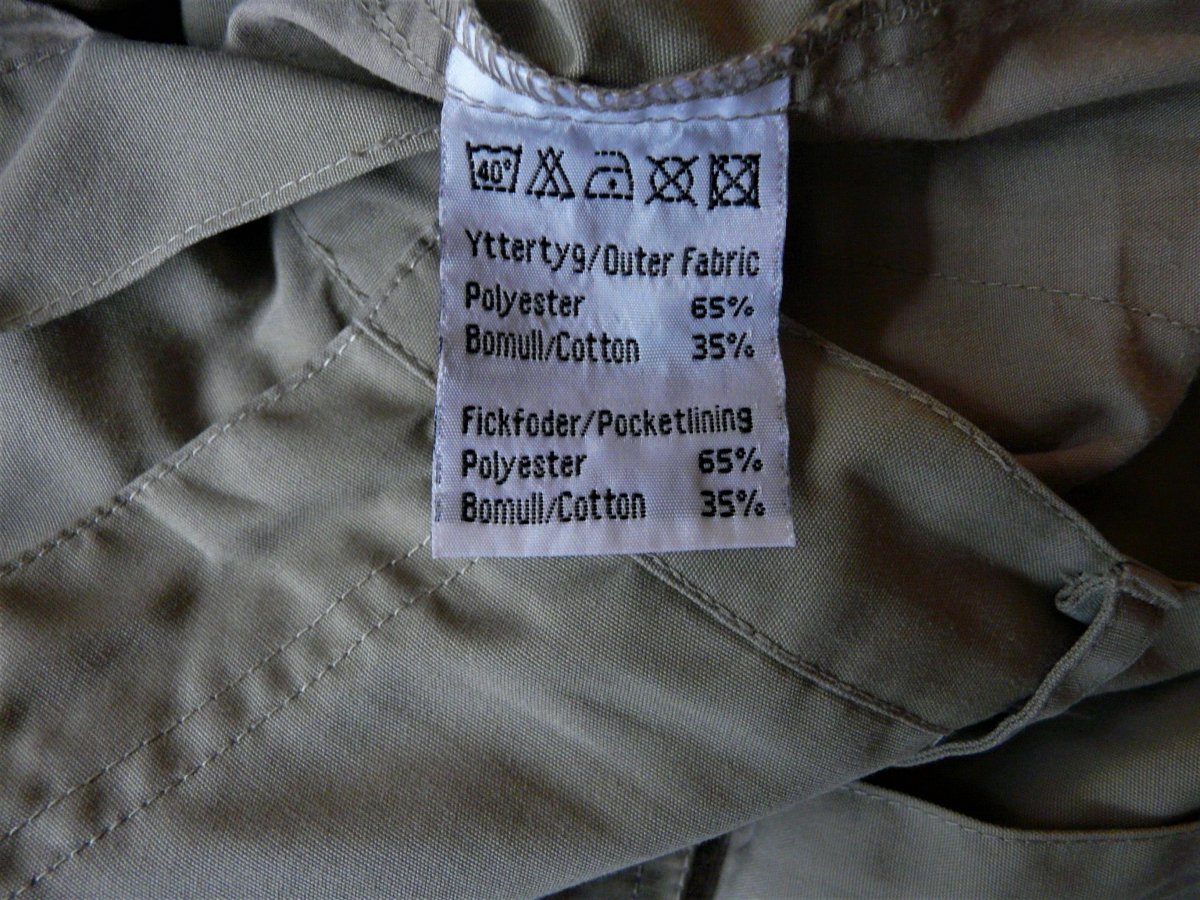 40°
Yttertyg/Outer Fabric
Polyester 65%
Bomull/Cotton 35%
Fickfoder/Pocketlining
Polyester 65%
Bomull/Cotton 35%